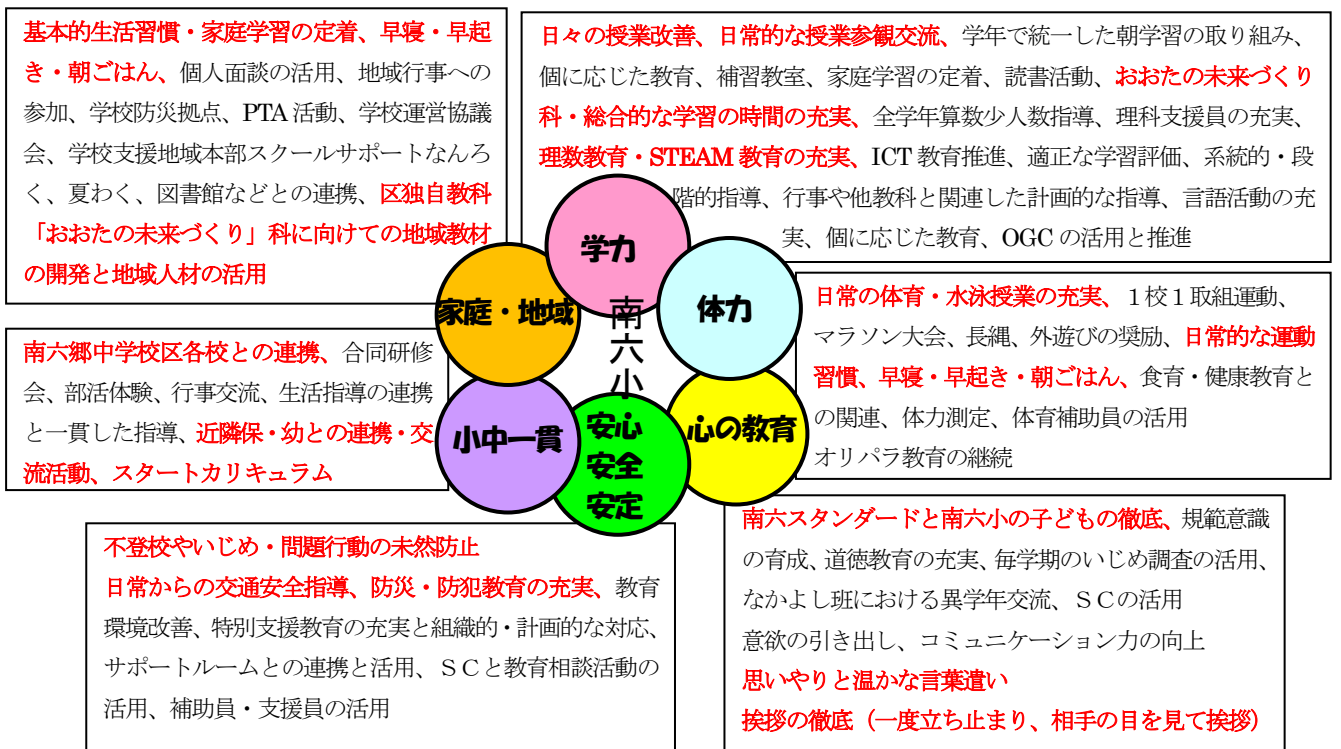 基本的生活習慣・家庭学習の定着、早寝・早起
き・朝ごはん、個人面談の活用、地域行事への
参加、学校防災拠点、PTA 活動、学校運営協議
会、学校支援地域本部スクールサポートなんろ
く、夏わく、図書館などとの連携、区独自教科
「おおたの未来づくり」科に向けての地域教材
の開発と地域人材の活用
日々の授業改善、日常的な授業参観交流、学年で統一した朝学習の取り組み、
個に応じた教育、補習教室、家庭学習の定着、読書活動、おおたの未来づくり
科・総合的な学習の時間の充実、全学年算数少人数指導、理科支援員の充実、
理数教育・STEAM 教育の充実、ICT 教育推進、適正な学習評価、系統的・段
階的指導、行事や他教科と関連した計画的な指導、言語活動の充
実、個に応じた教育、OGC の活用と推進
学力
家庭・地域
体力
南六小
小中一貫
心の教育
安心
安全
安定
日常の体育・水泳授業の充実、１校１取組運動、
マラソン大会、長縄、外遊びの奨励、日常的な運動
習慣、早寝・早起き・朝ごはん、食育・健康教育と
の関連、体力測定、体育補助員の活用
オリパラ教育の継続
南六郷中学校区各校との連携、合同研修
会、部活体験、行事交流、生活指導の連携
と一貫した指導、近隣保・幼との連携・交
流活動、スタートカリキュラム
不登校やいじめ・問題行動の未然防止
日常からの交通安全指導、防災・防犯教育の充実、教育
環境改善、特別支援教育の充実と組織的・計画的な対応、
サポートルームとの連携と活用、ＳＣと教育相談活動の
活用、補助員・支援員の活用
南六スタンダードと南六小の子どもの徹底、規範意識
の育成、道徳教育の充実、毎学期のいじめ調査の活用、
なかよし班における異学年交流、ＳＣの活用
意欲の引き出し、コミュニケーション力の向上
思いやりと温かな言葉遣い
挨拶の徹底（一度立ち止まり、相手の目を見て挨拶）